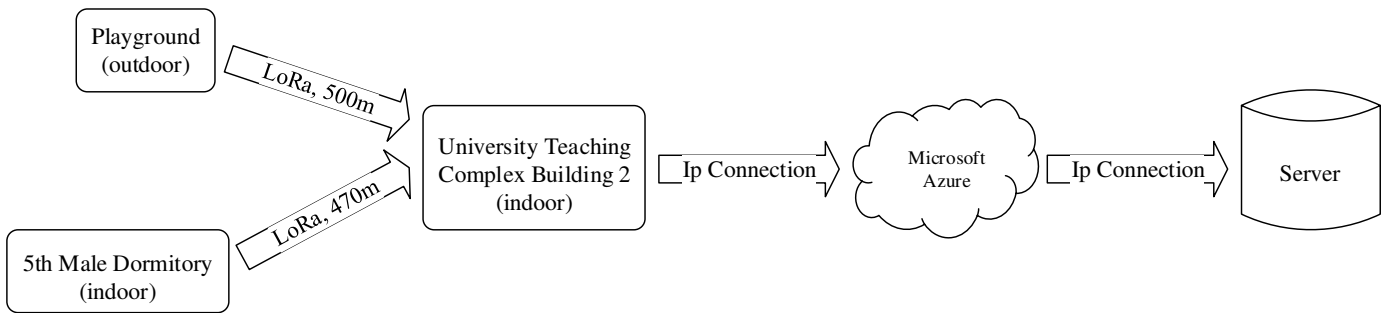 Playground
(outdoor)
LoRa, 500m
University Teaching
Complex Building 2
(indoor)
Ip Connection
Microsoft
Azure
Ip Connection
Server
LoRa, 470m
5th Male Dormitory
(indoor)